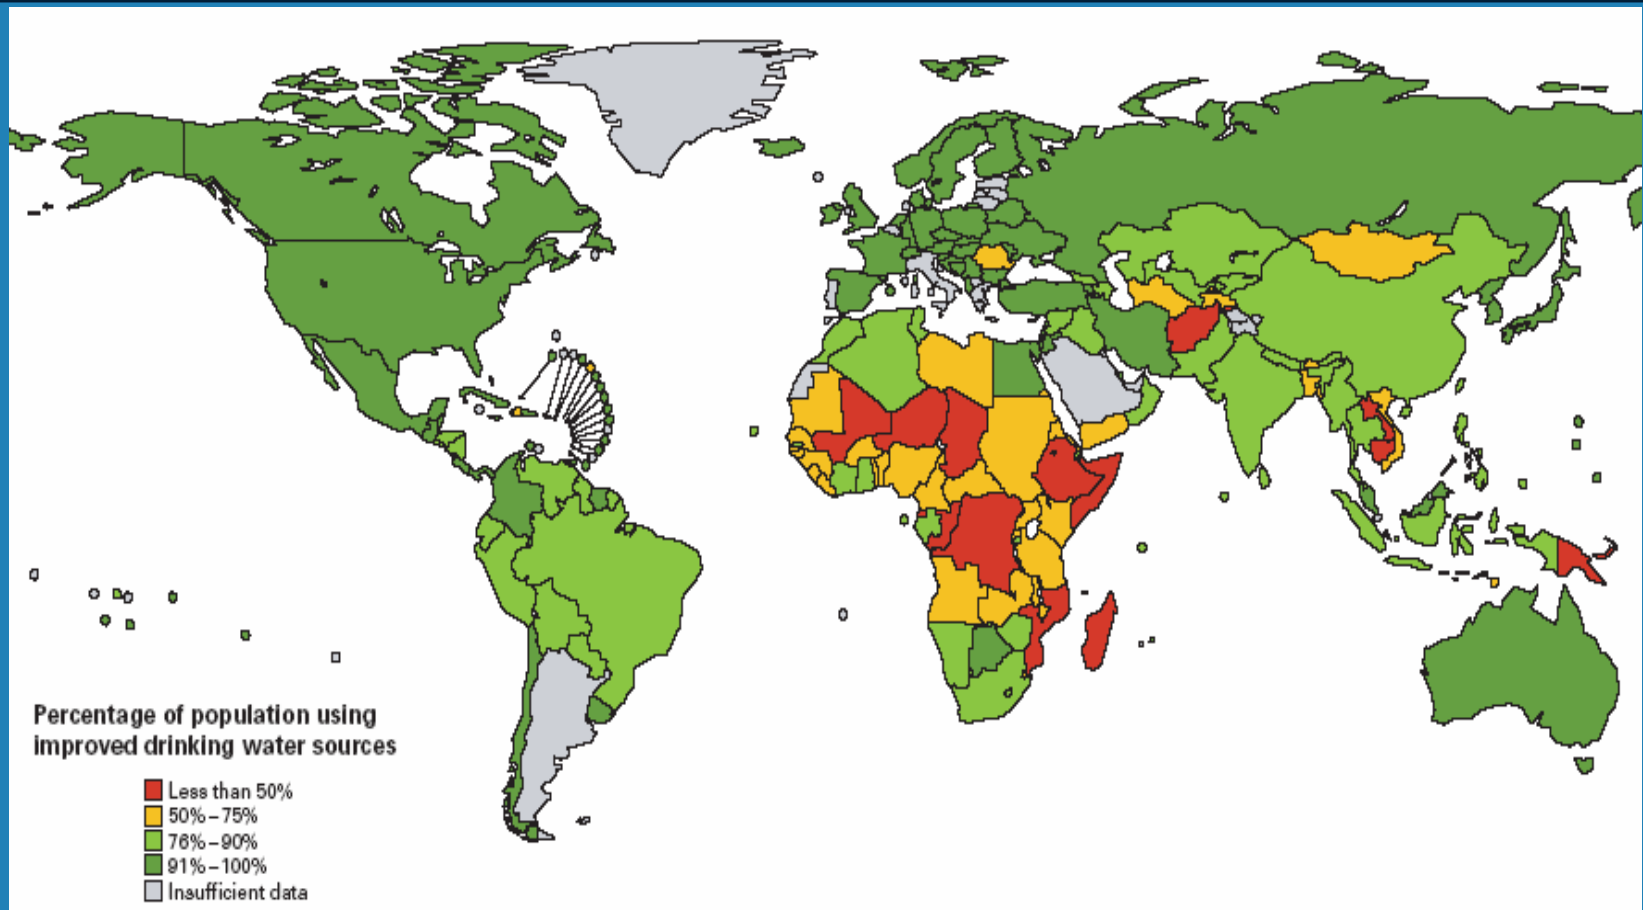 Percentage of population using
improved drinking water sources
Less than 50%
50%–75%
76%–90%
91%–100%
Insufficient data